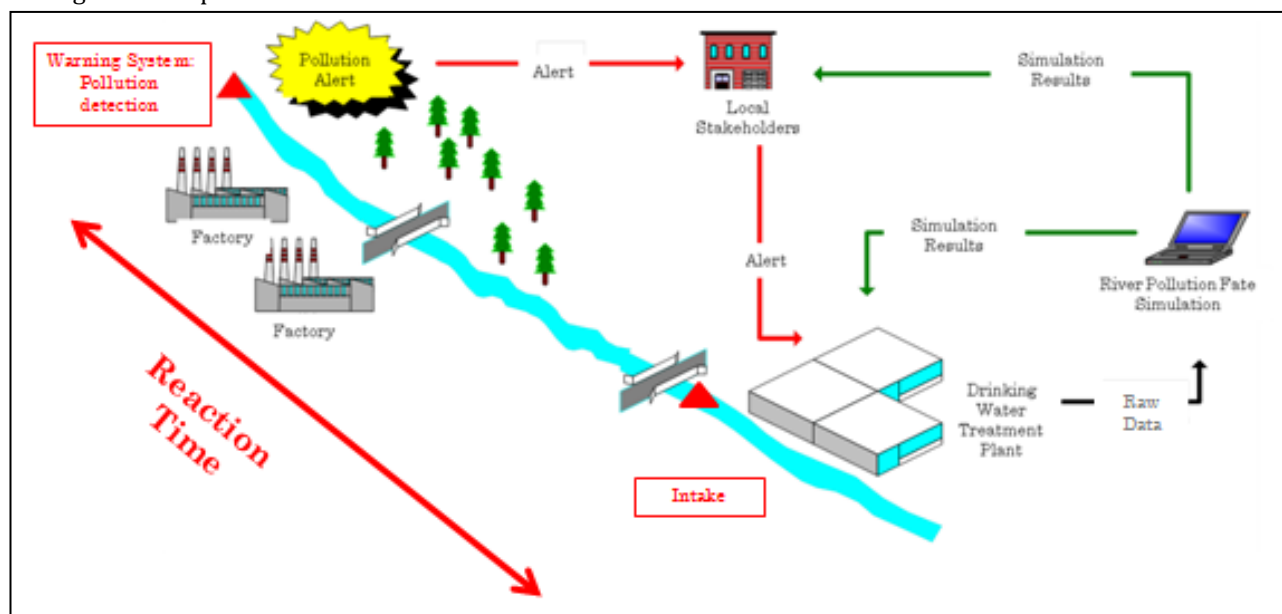 Warning System:
Pollution
detection
Pollution
Alert
Alert
Local
Stakeholders
Simulation
Results
Factory
Factory
Simulation
Results
Alert
River Pollution Fate
Simulation
Reaction
Time
Drinking
Water
Treatment
Plant
Raw
Data
Intake